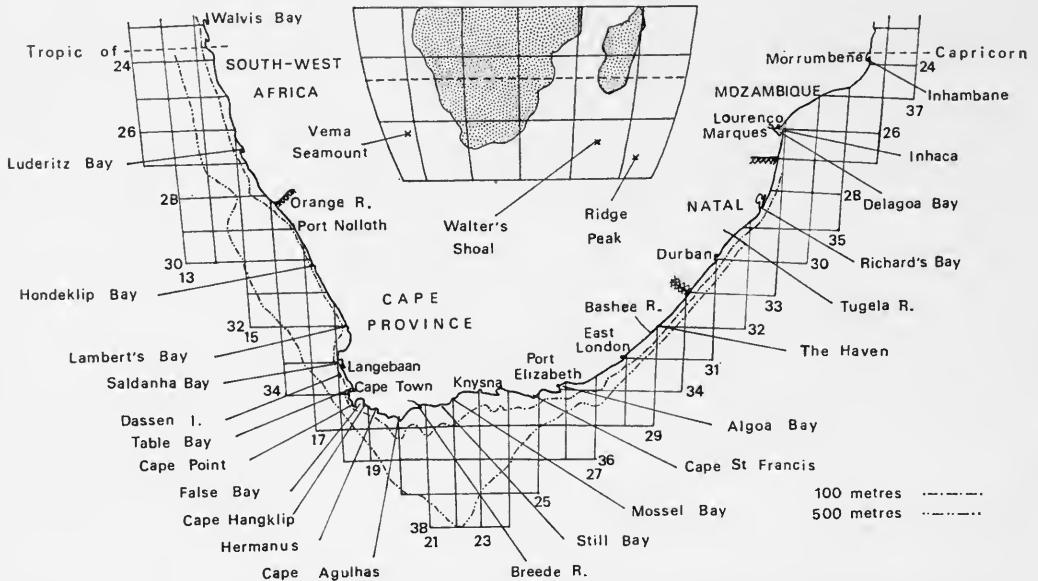 Walvis Bay
Tropic of
Capricorn
24
SOUTH-WEST
AFRICA
Morrumbene
24
MOZAMBIQUE
37
Inhambane
Lourenco
Marques
26
26
Vema
Seamount
Inhaca
Luderitz Bay
28
Orange R.
Port Nolloth
Walter's
Shoal
Ridge
Peak
NATAL
28
Delagoa Bay
30
13
35
30
Durban
Richard's Bay
Hondeklip Bay
33
Tugela R.
CAPE
PROVINCE
Bashee R.
32
15
32
East
London
The Haven
Lambert's Bay
31
Saldanha Bay
Langebaan
Port
Elizabeth
34
Cape Town
Knysna
34
Dassen I.
Table Bay
17
29
Algoa Bay
Cape Point
19
36
27
Cape St Francis
False Bay
25
100 metres
500 metres
Cape Hangklip
Mossel Bay
38
21
23
Hermanus
Still Bay
Cape Agulhas
Breede R.